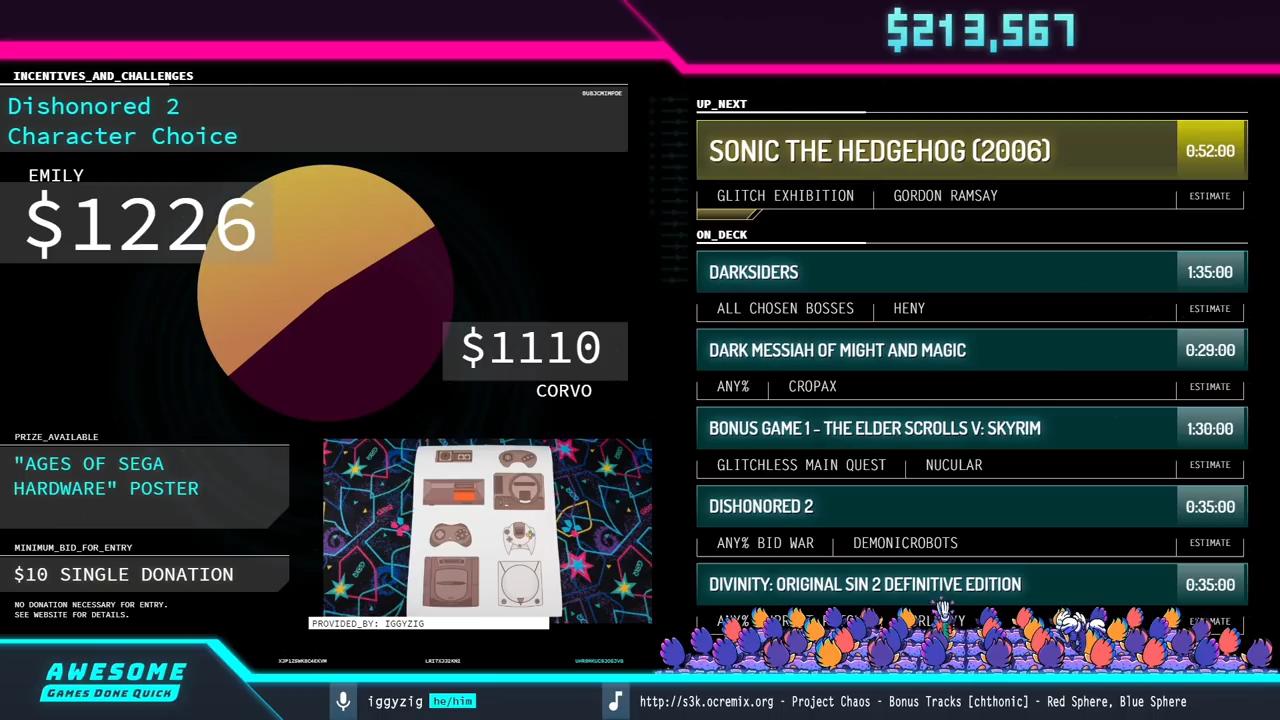 $213,567
INCENTIVES_AND_CHALLENGES
Dishonored 2
Character Choice
EMILY
$1226
$1110
CORVO
PRIZE_AVAILABLE
"AGES OF SEGA
HARDWARE" POSTER
MINIMUM_BID_FOR_ENTRY
$10 SINGLE DONATION
NO DONATION NECESSARY FOR ENTRY.
SEE WEBSITE FOR DETAILS.
PROVIDED_BY: IGGYZIG
UP_NEXT
SONIC THE HEDGEHOG (2006) 0:52:00
GLITCH EXHIBITION GORDON RAMSAY ESTIMATE
ON_DECK
DARKSIDERS 1:35:00
ALL CHOSEN BOSSES HENY ESTIMATE
DARK MESSIAH OF MIGHT AND MAGIC 0:29:00
ANY% CROPAX ESTIMATE
BONUS GAME 1 - THE ELDER SCROLLS V: SKYRIM 1:30:00
GLITCHLESS MAIN QUEST NUCULAR ESTIMATE
DISHONORED 2 0:35:00
ANY% BID WAR DEMONICROBOTS ESTIMATE
DIVINITY: ORIGINAL SIN 2 DEFINITIVE EDITION 0:35:00
AWESOME
GAMES DONE QUICK
iggyzig he/him
http://s3k.ocremix.org - Project Chaos - Bonus Tracks [chthonic] - Red Sphere, Blue Sphere